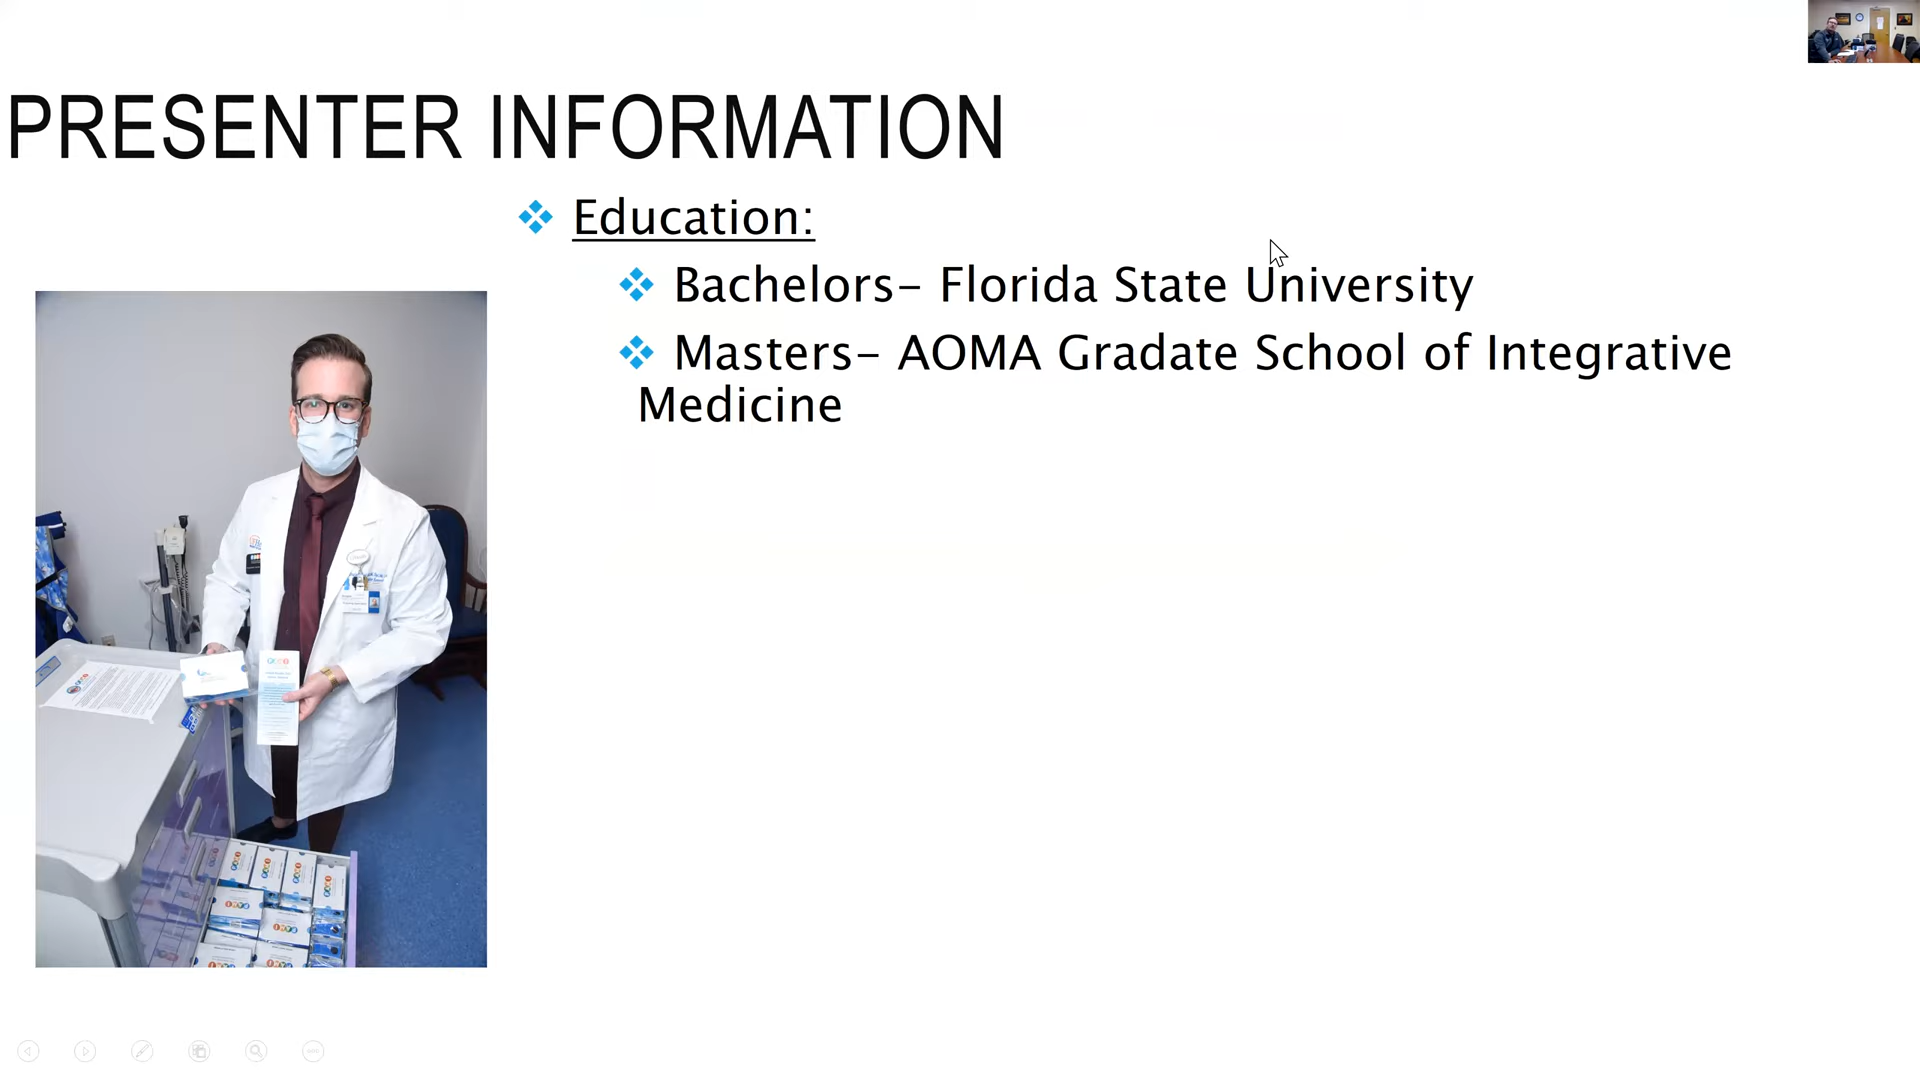 PRESENTER INFORMATION
Education:
Bachelors– Florida State University
Masters– AOMA Gradate School of Integrative
Medicine